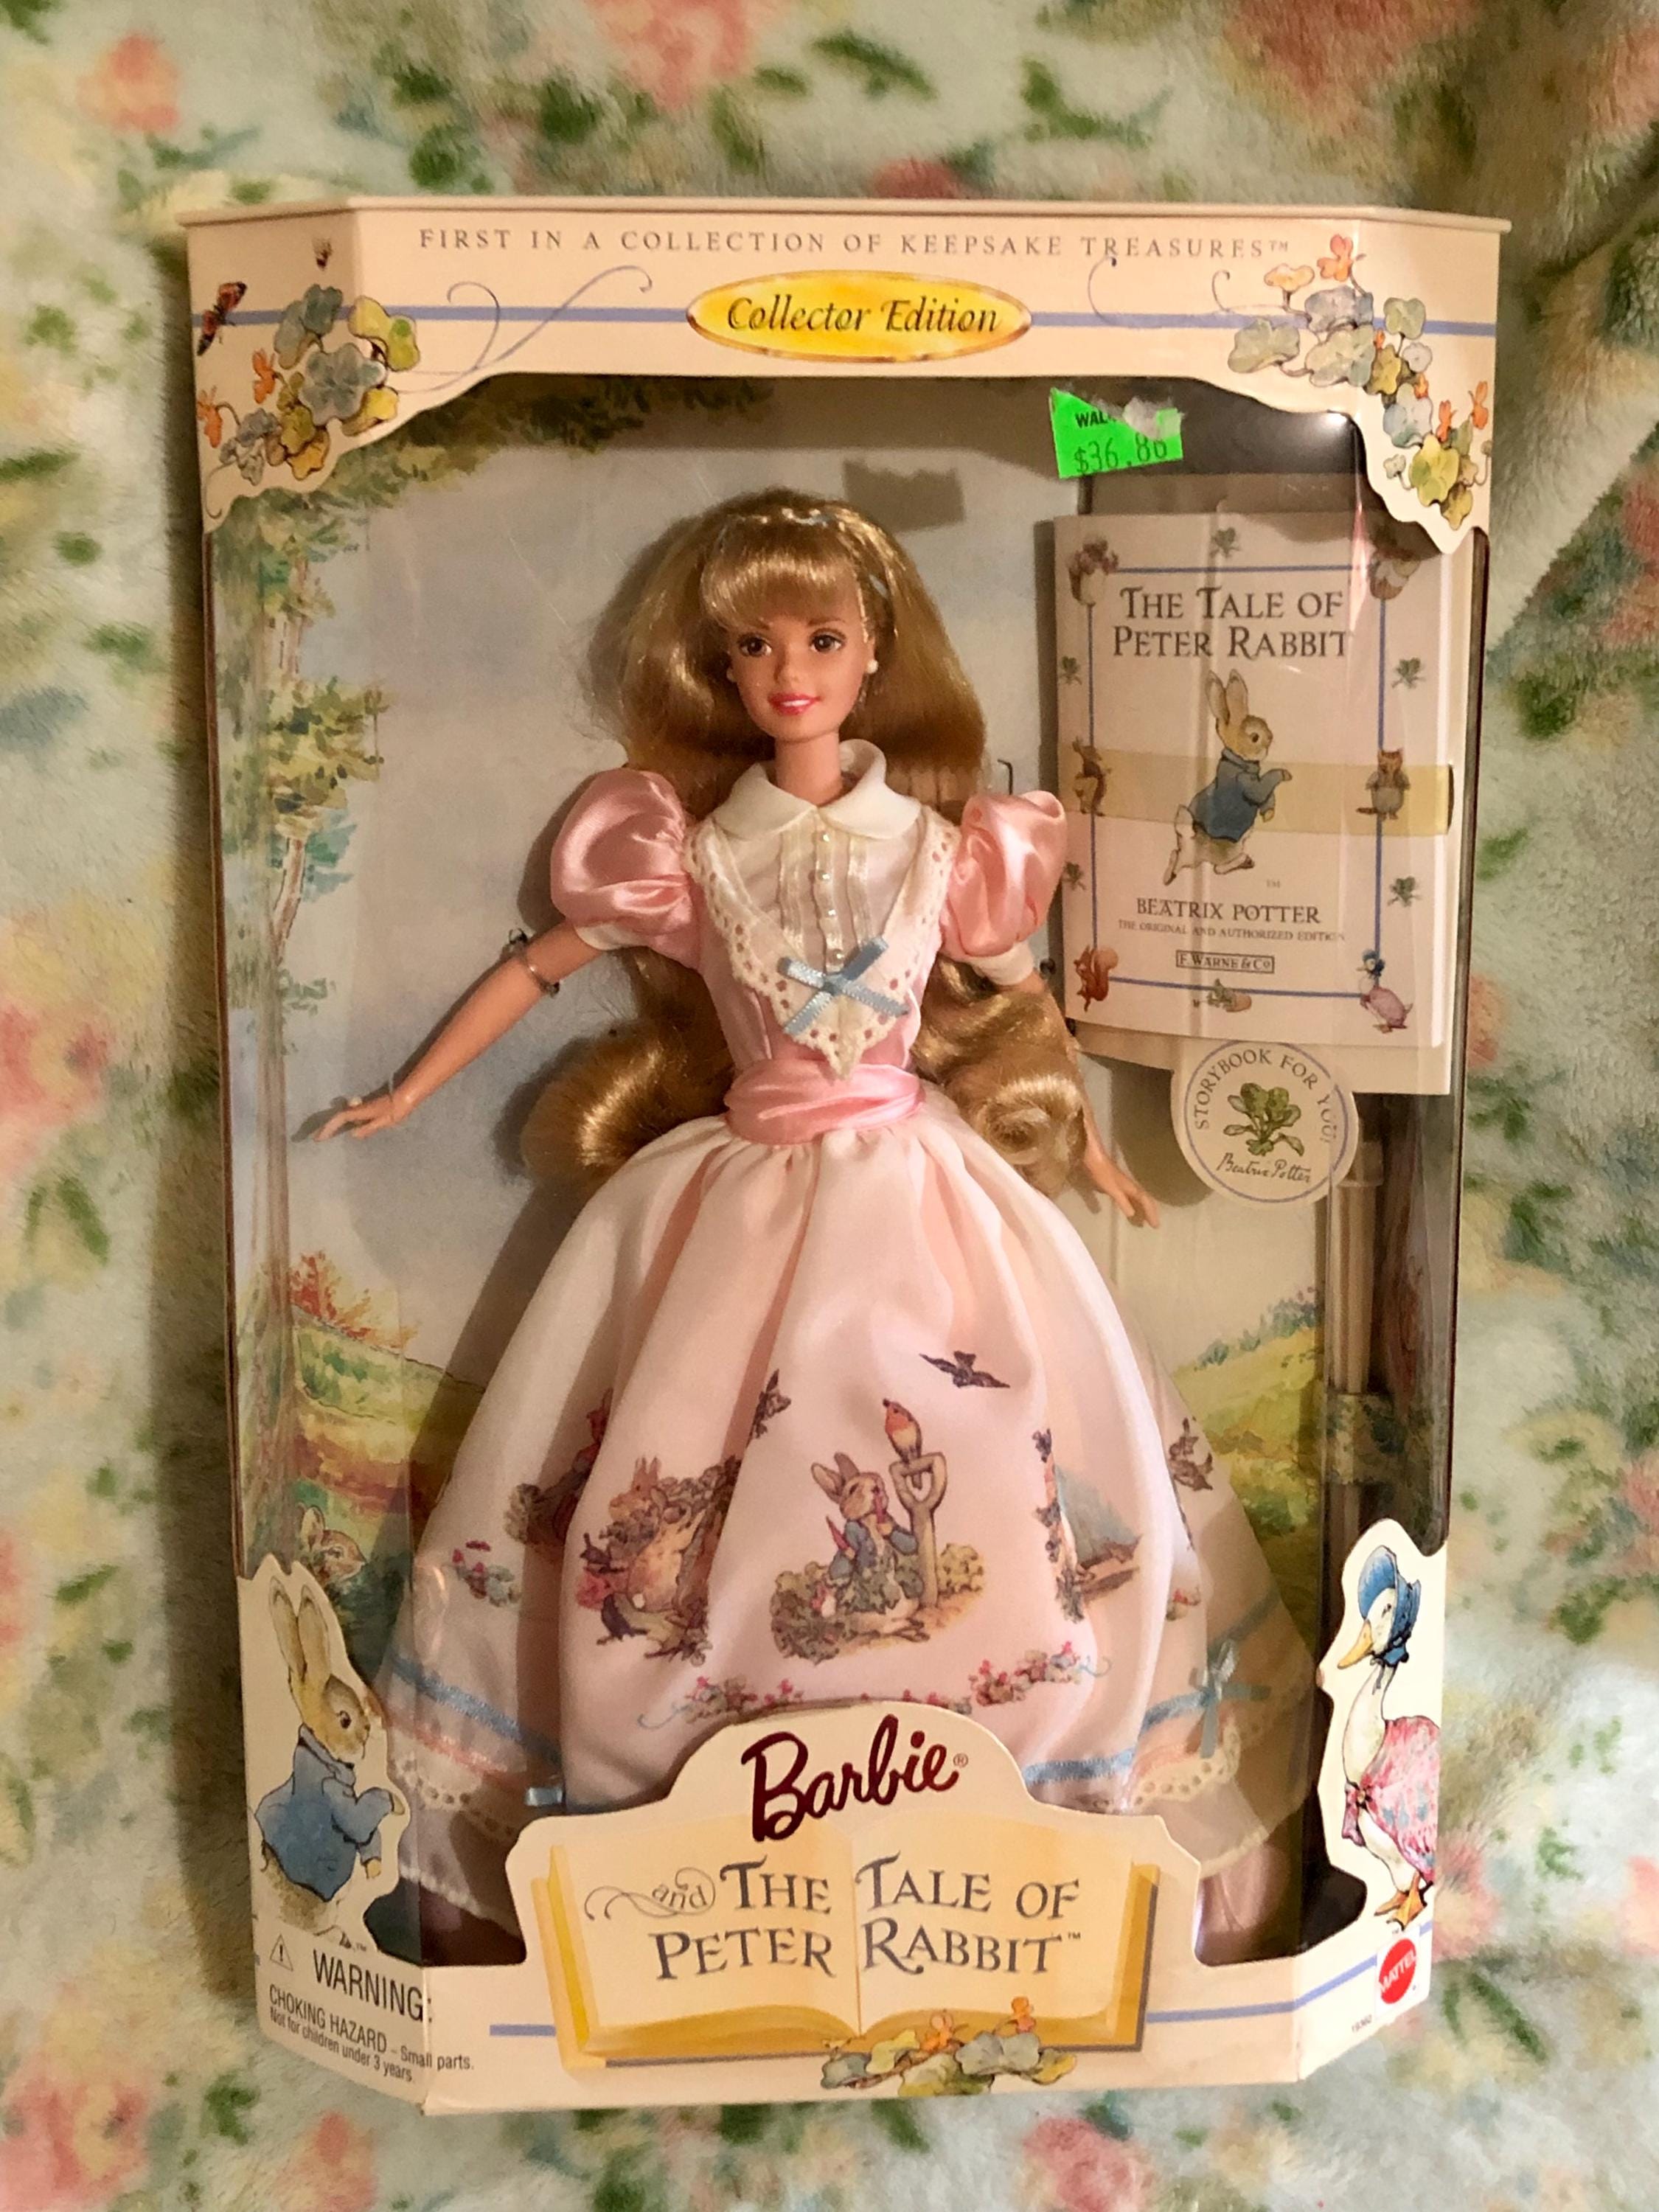 FIRST IN A COLLECTION OF KEEPSAKE TREASURES™
Collector Edition
$36.86
THE TALE OF
PETER RABBIT
™
BEATRIX POTTER
THE ORIGINAL AND AUTHORIZED EDITION
F. WARNE & Co
STORYBOOK FOR YOU!
Beatrix Potter
Barbie®
and THE TALE OF
PETER RABBIT™
MATTEL
⚠ WARNING:
CHOKING HAZARD - Small parts.
Not for children under 3 years.